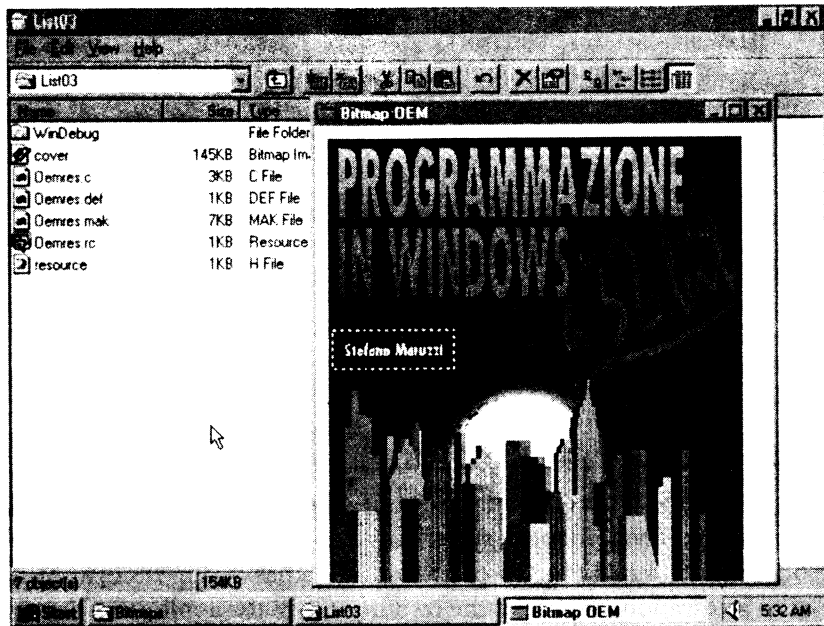 List03
File Edit View Help
List03
Name Size Type
WinDebug File Folder
cover 145KB Bitmap Im
Oemres.c 3KB C File
Oemres.def 1KB DEF File
Oemres.mak 7KB MAK File
Oemres.rc 1KB Resource
resource 1KB H File
Bitmap OEM
PROGRAMMAZIONE
IN WINDOWS
Stefano Maruzzi
7 object(s) 154KB
Start
List03
Bitmap OEM
5:32 AM